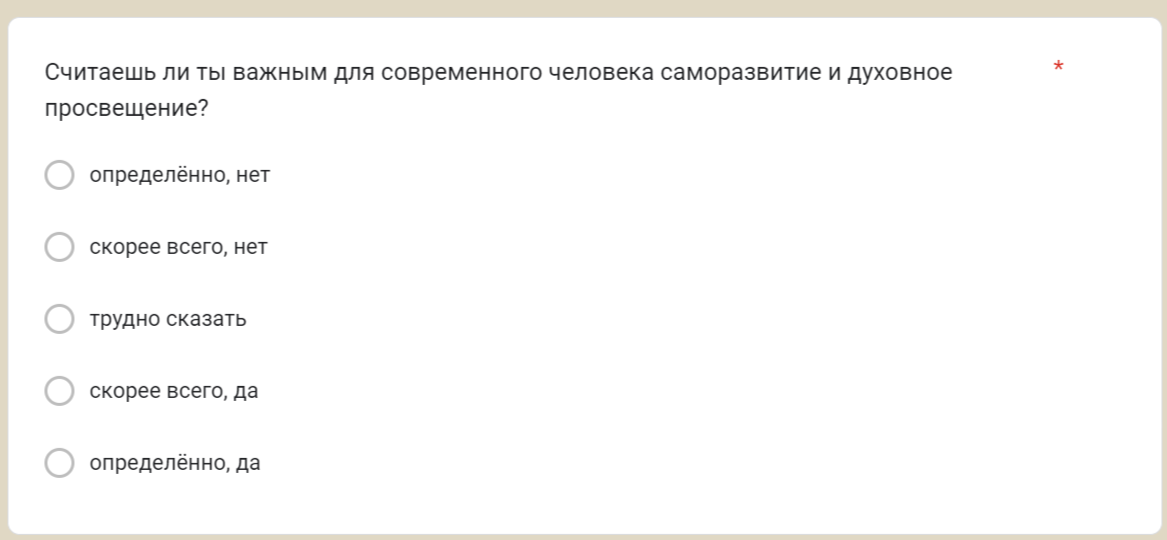 Считаешь ли ты важным для современного человека саморазвитие и духовное *
просвещение?
определённо, нет
скорее всего, нет
трудно сказать
скорее всего, да
определённо, да